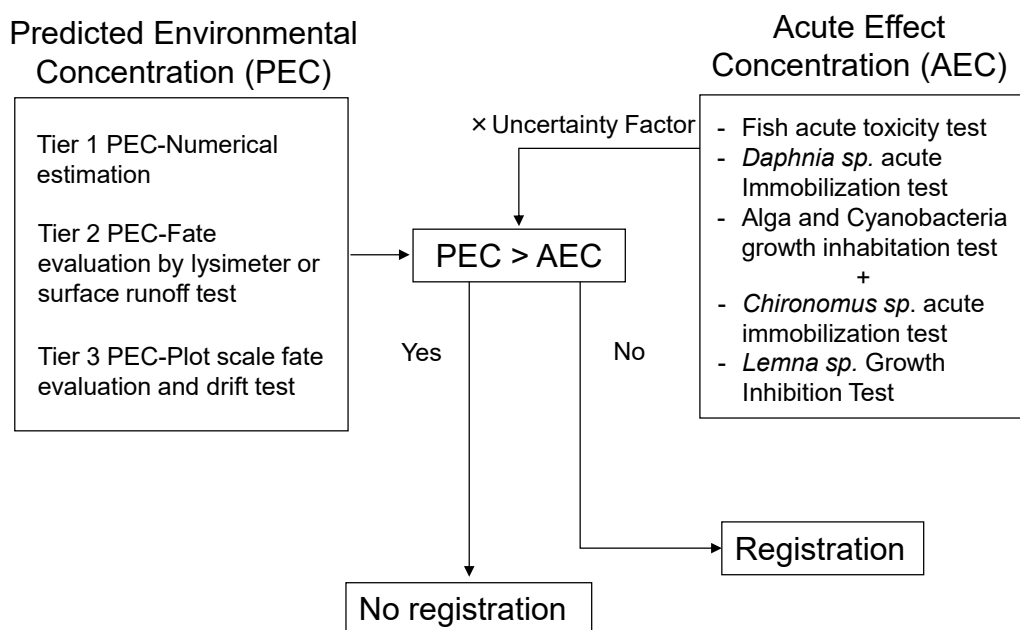 Predicted Environmental
Concentration (PEC)
Tier 1 PEC-Numerical
estimation
Tier 2 PEC-Fate
evaluation by lysimeter or
surface runoff test
Tier 3 PEC-Plot scale fate
evaluation and drift test
Acute Effect
Concentration (AEC)
× Uncertainty Factor
- Fish acute toxicity test
- Daphnia sp. acute
Immobilization test
- Alga and Cyanobacteria
growth inhabitation test
+
- Chironomus sp. acute
immobilization test
- Lemna sp. Growth
Inhibition Test
PEC > AEC
Yes
No
Registration
No registration